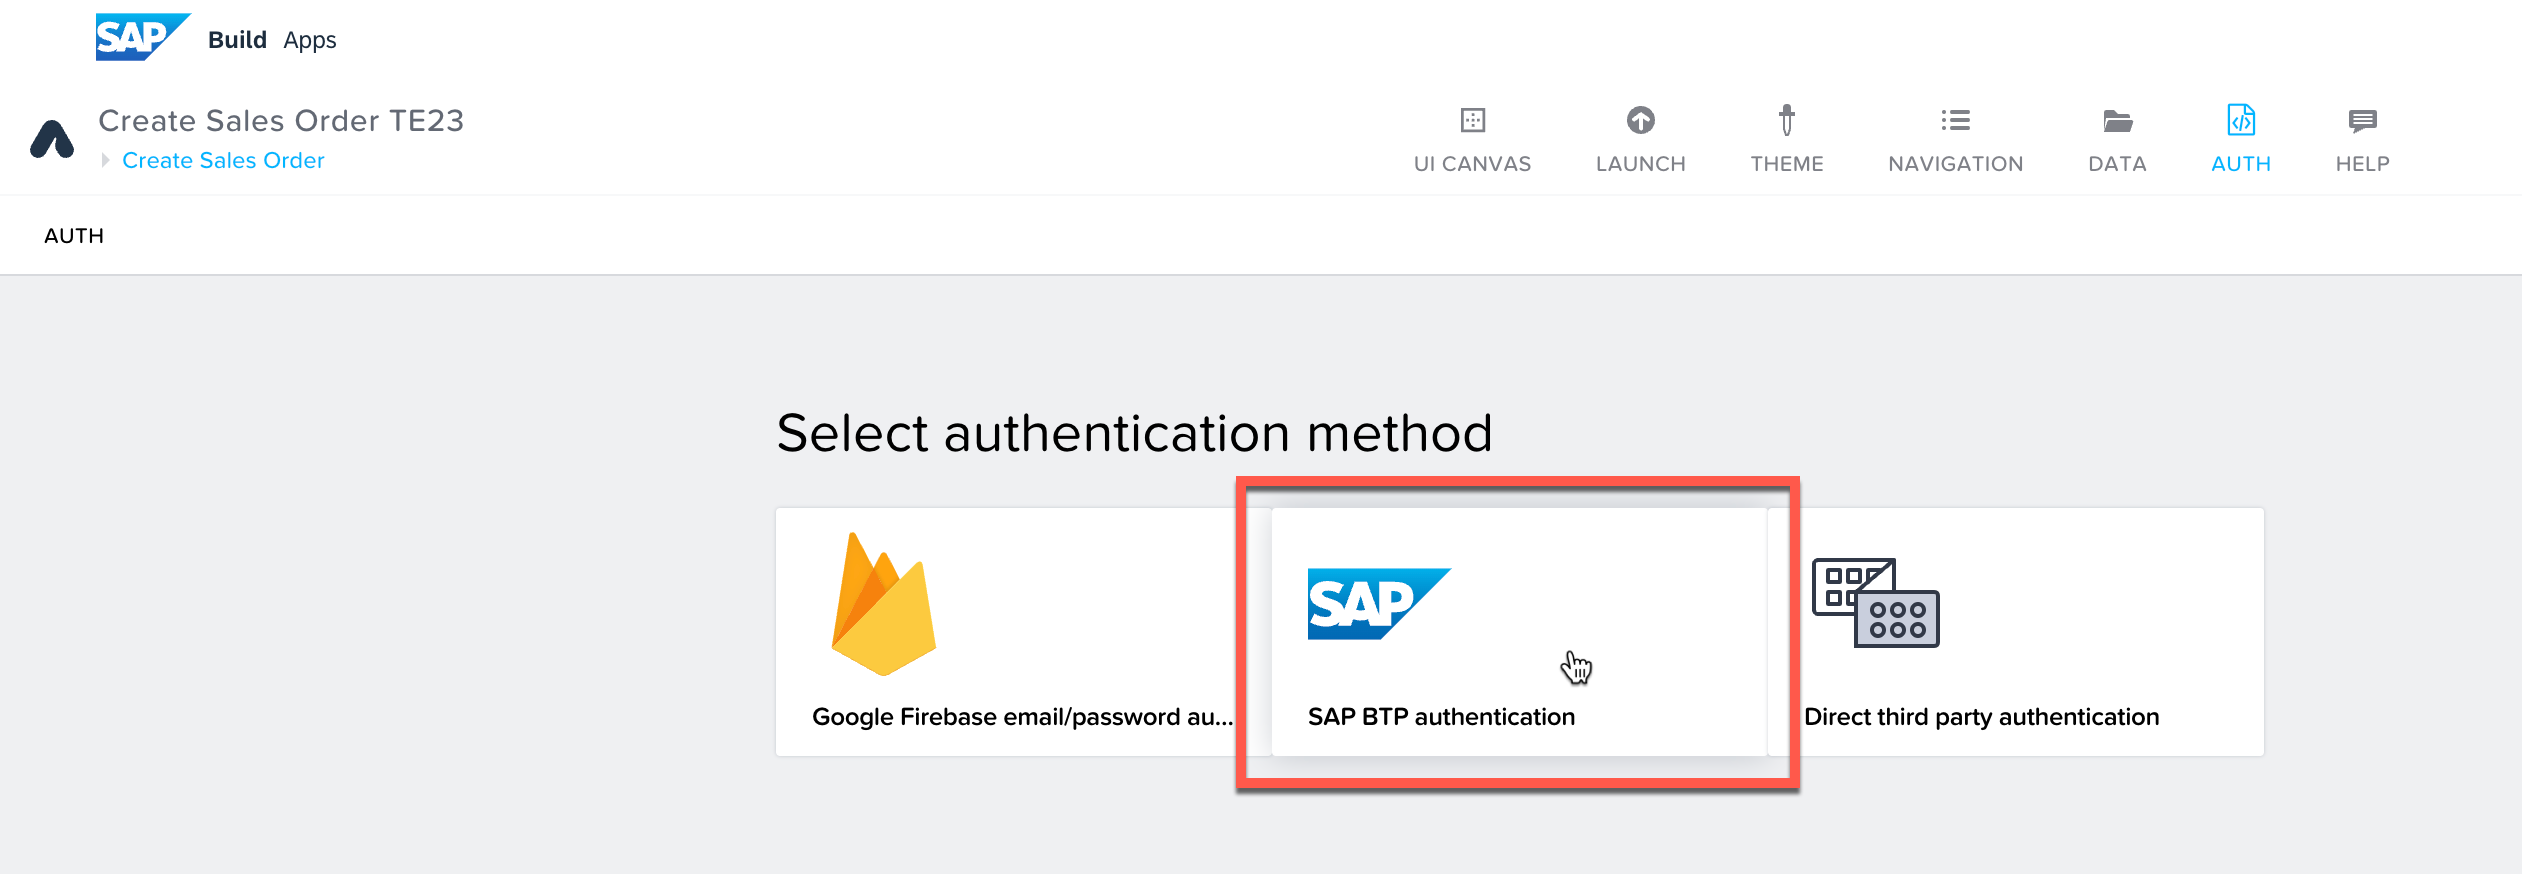 SAP Build Apps
Create Sales Order TE23
Create Sales Order
UI CANVAS
LAUNCH
THEME
NAVIGATION
DATA
AUTH
HELP
AUTH
Select authentication method
Google Firebase email/password au...
SAP
SAP BTP authentication
Direct third party authentication